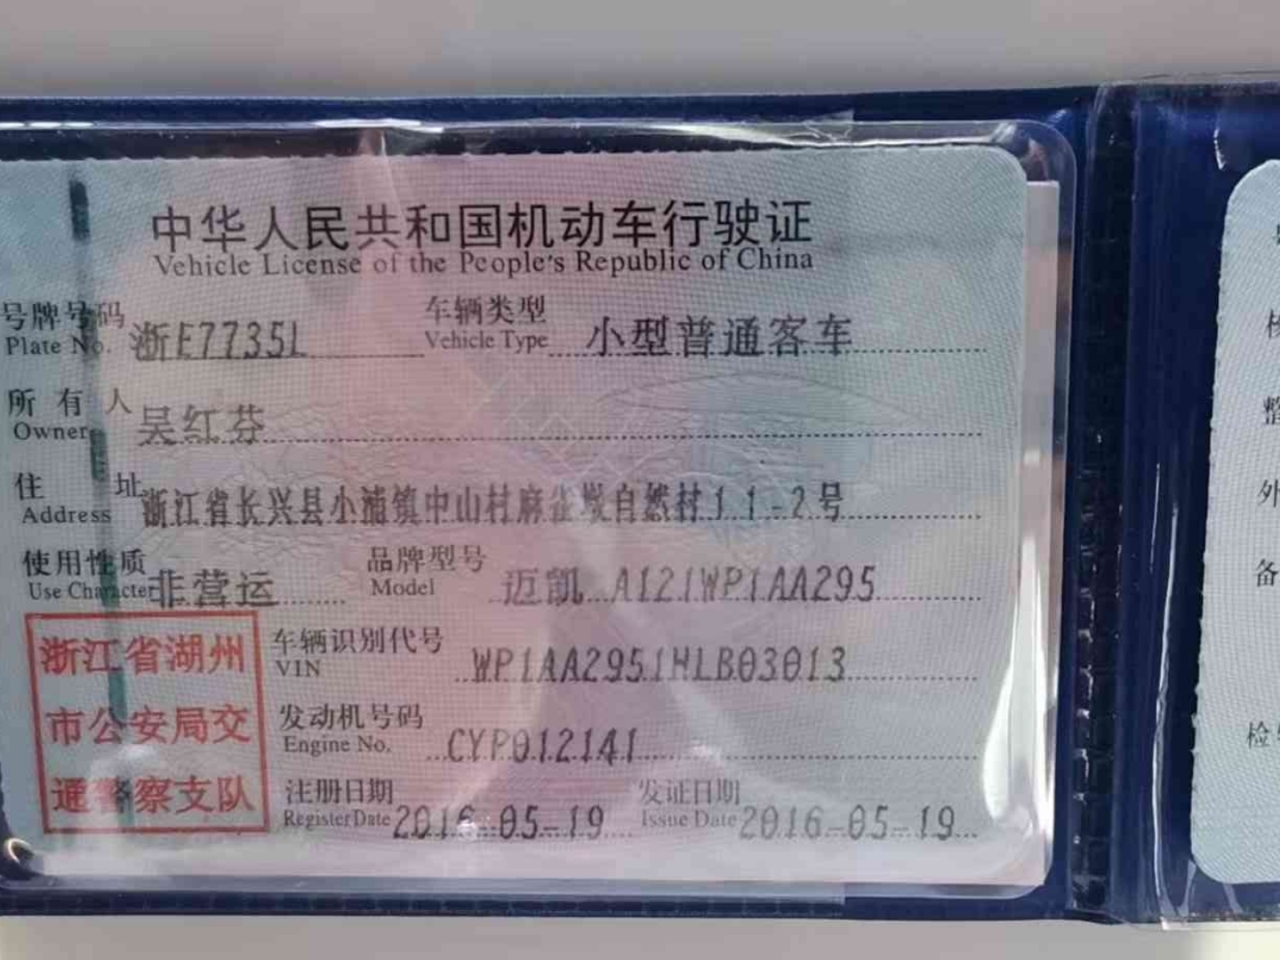 中华人民共和国机动车行驶证
Vehicle License of the People's Republic of China
号牌号码 浙E7735L 车辆类型 小型普通客车
Plate No. Vehicle Type
所有人 吴红芬
Owner
住址 浙江省长兴县小浦镇中山村麻雀墩自然村11-2号
Address
使用性质 非营运 品牌型号 迈凯 A121WP1AA295
Use Character Model
浙江省湖州
市公安局交
通警察支队
车辆识别代号 WP1AA2951HLB03013
VIN
发动机号码 CYP012141
Engine No.
注册日期 2016-05-19 发证日期 2016-05-19
Register Date Issue Date
整
外
备
检